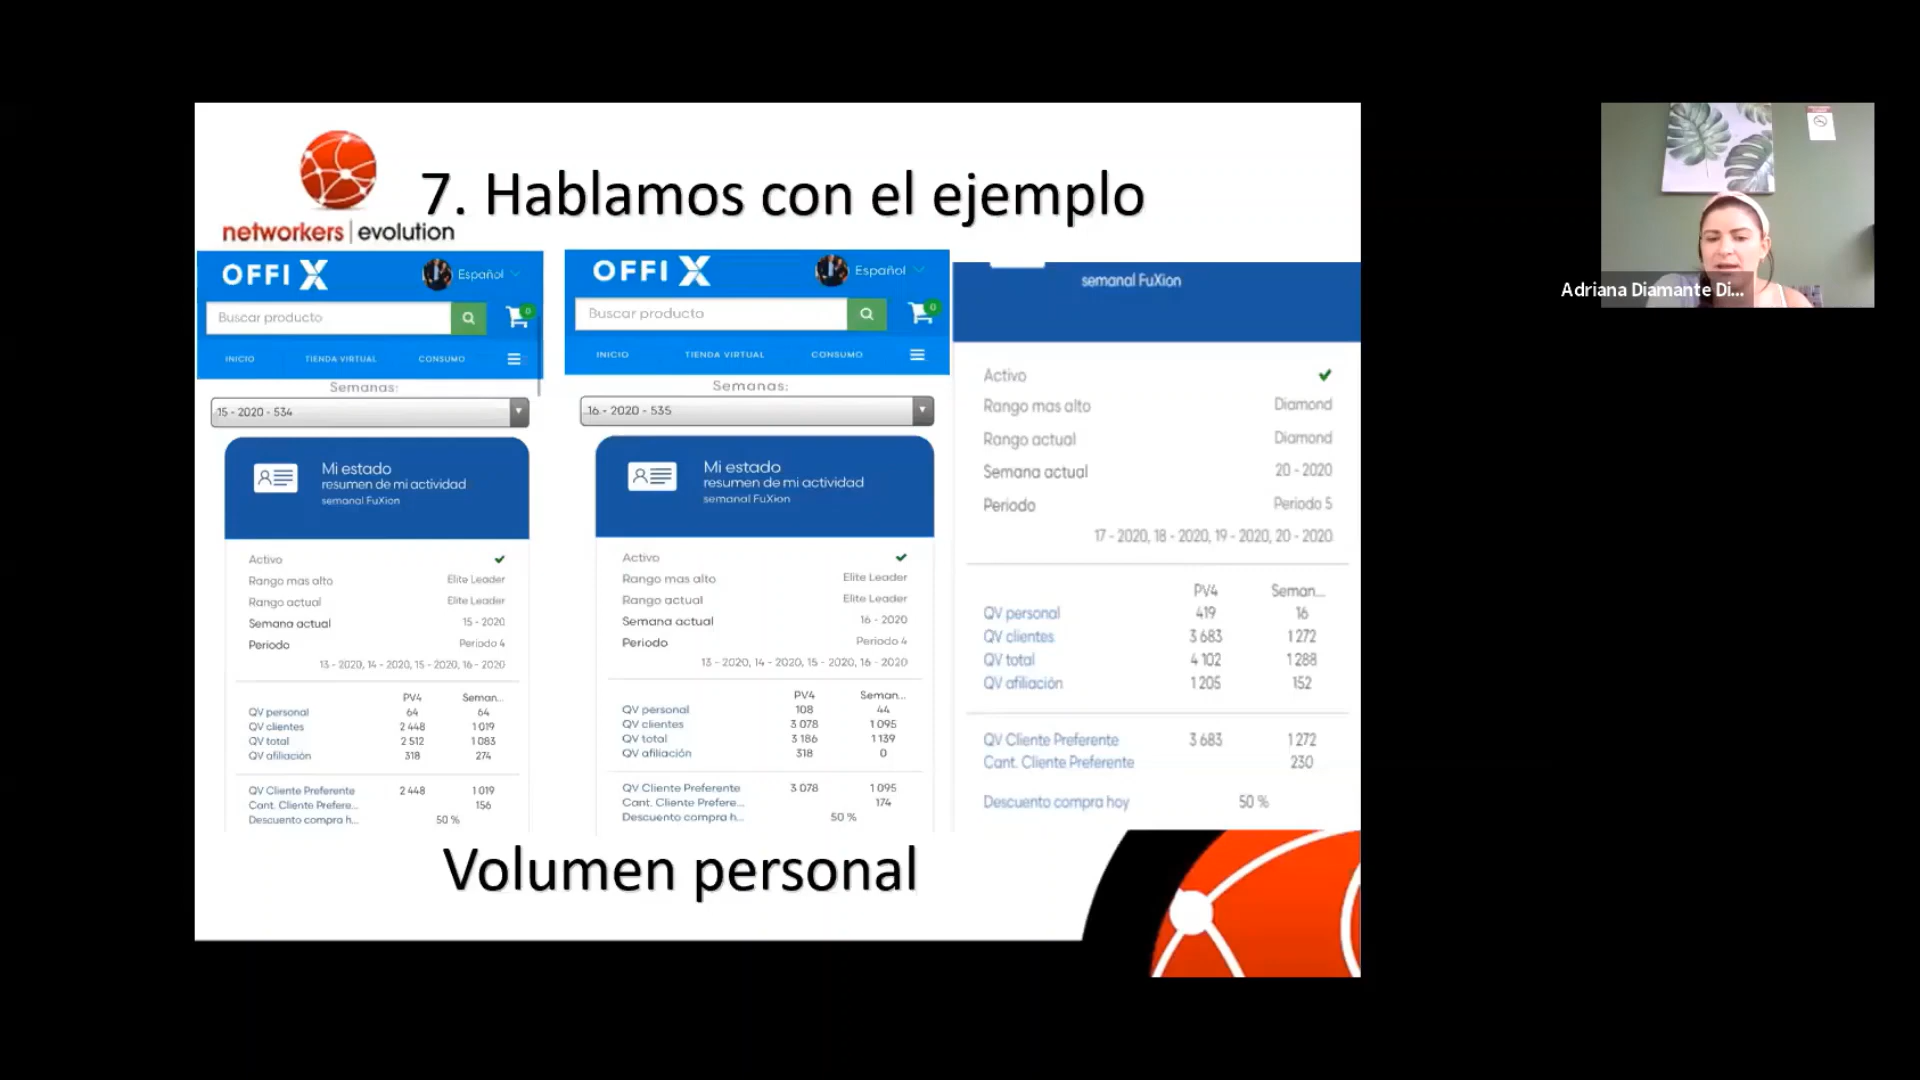 7. Hablamos con el ejemplo
networkers | evolution
OFFI X
Español
Buscar producto
0
INICIO
TIENDA VIRTUAL
CONSUMO
Semanas:
15 - 2020 - 534
Mi estado
resumen de mi actividad
semanal FuXion
Activo
Rango mas alto Elite Leader
Rango actual Elite Leader
Semana actual 15 - 2020
Periodo Periodo 4
13 - 2020, 14 - 2020, 15 - 2020, 16 - 2020
PV4 Seman...
QV personal 64 64
QV clientes 2 448 1 019
QV total 2 512 1 083
QV afiliación 318 274
QV Cliente Preferente 2 448 1 019
Cant. Cliente Prefere... 156
Descuento compra h... 50 %
OFFI X
Español
Buscar producto
0
INICIO
TIENDA VIRTUAL
CONSUMO
Semanas:
16 - 2020 - 535
Mi estado
resumen de mi actividad
semanal FuXion
Activo
Rango mas alto Elite Leader
Rango actual Elite Leader
Semana actual 16 - 2020
Periodo Periodo 4
13 - 2020, 14 - 2020, 15 - 2020, 16 - 2020
PV4 Seman...
QV personal 108 44
QV clientes 3 078 1 095
QV total 3 186 1 139
QV afiliación 318 0
QV Cliente Preferente 3 078 1 095
Cant. Cliente Prefere... 174
Descuento compra h... 50 %
semanal FuXion
Activo
Rango mas alto Diamond
Rango actual Diamond
Semana actual 20 - 2020
Periodo Periodo 5
17 - 2020, 18 - 2020, 19 - 2020, 20 - 2020
PV4 Seman...
QV personal 419 16
QV clientes 3 683 1 272
QV total 4 102 1 288
QV afiliación 1 205 152
QV Cliente Preferente 3 683 1 272
Cant. Cliente Preferente 230
Descuento compra hoy 50 %
Volumen personal
Adriana Diamante Di...